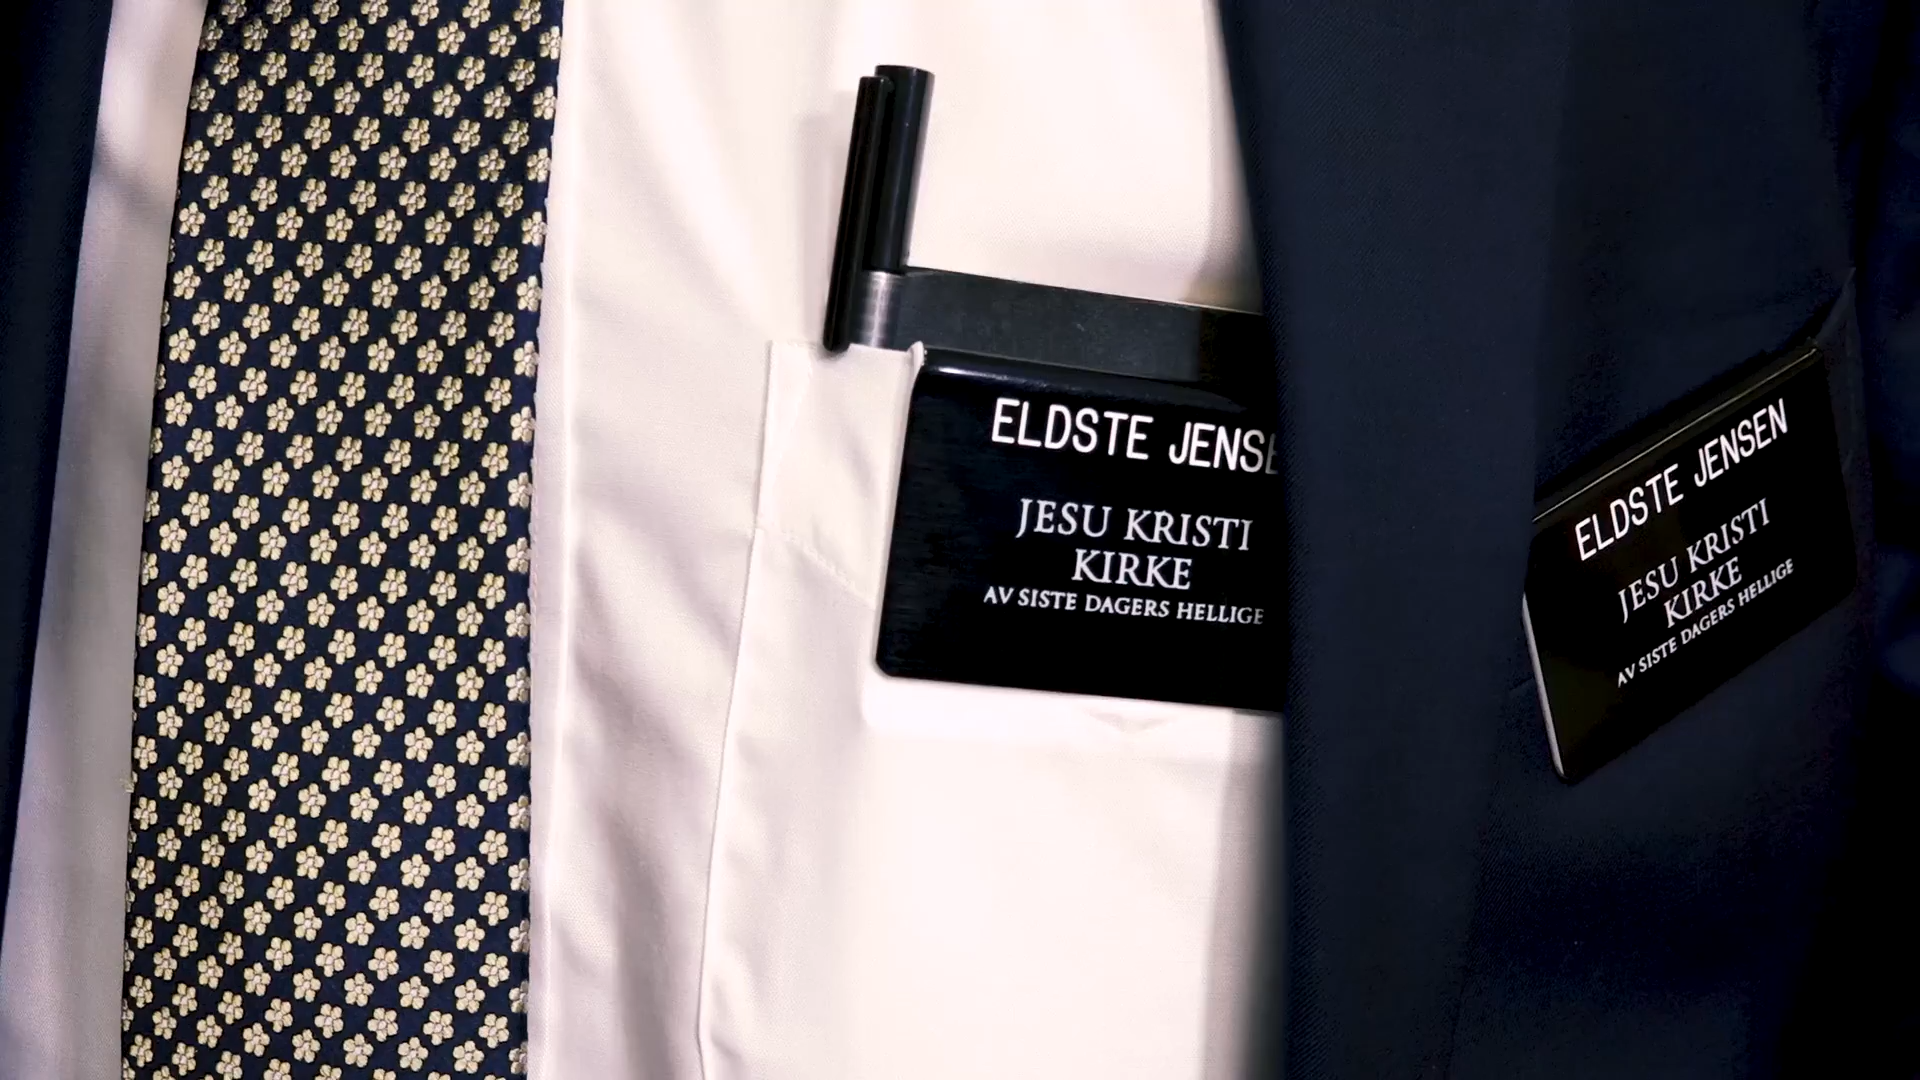 ELDSTE JENSE
JESU KRISTI
KIRKE
AV SISTE DAGERS HELLIGE
ELDSTE JENSEN
JESU KRISTI
KIRKE
AV SISTE DAGERS HELLIGE